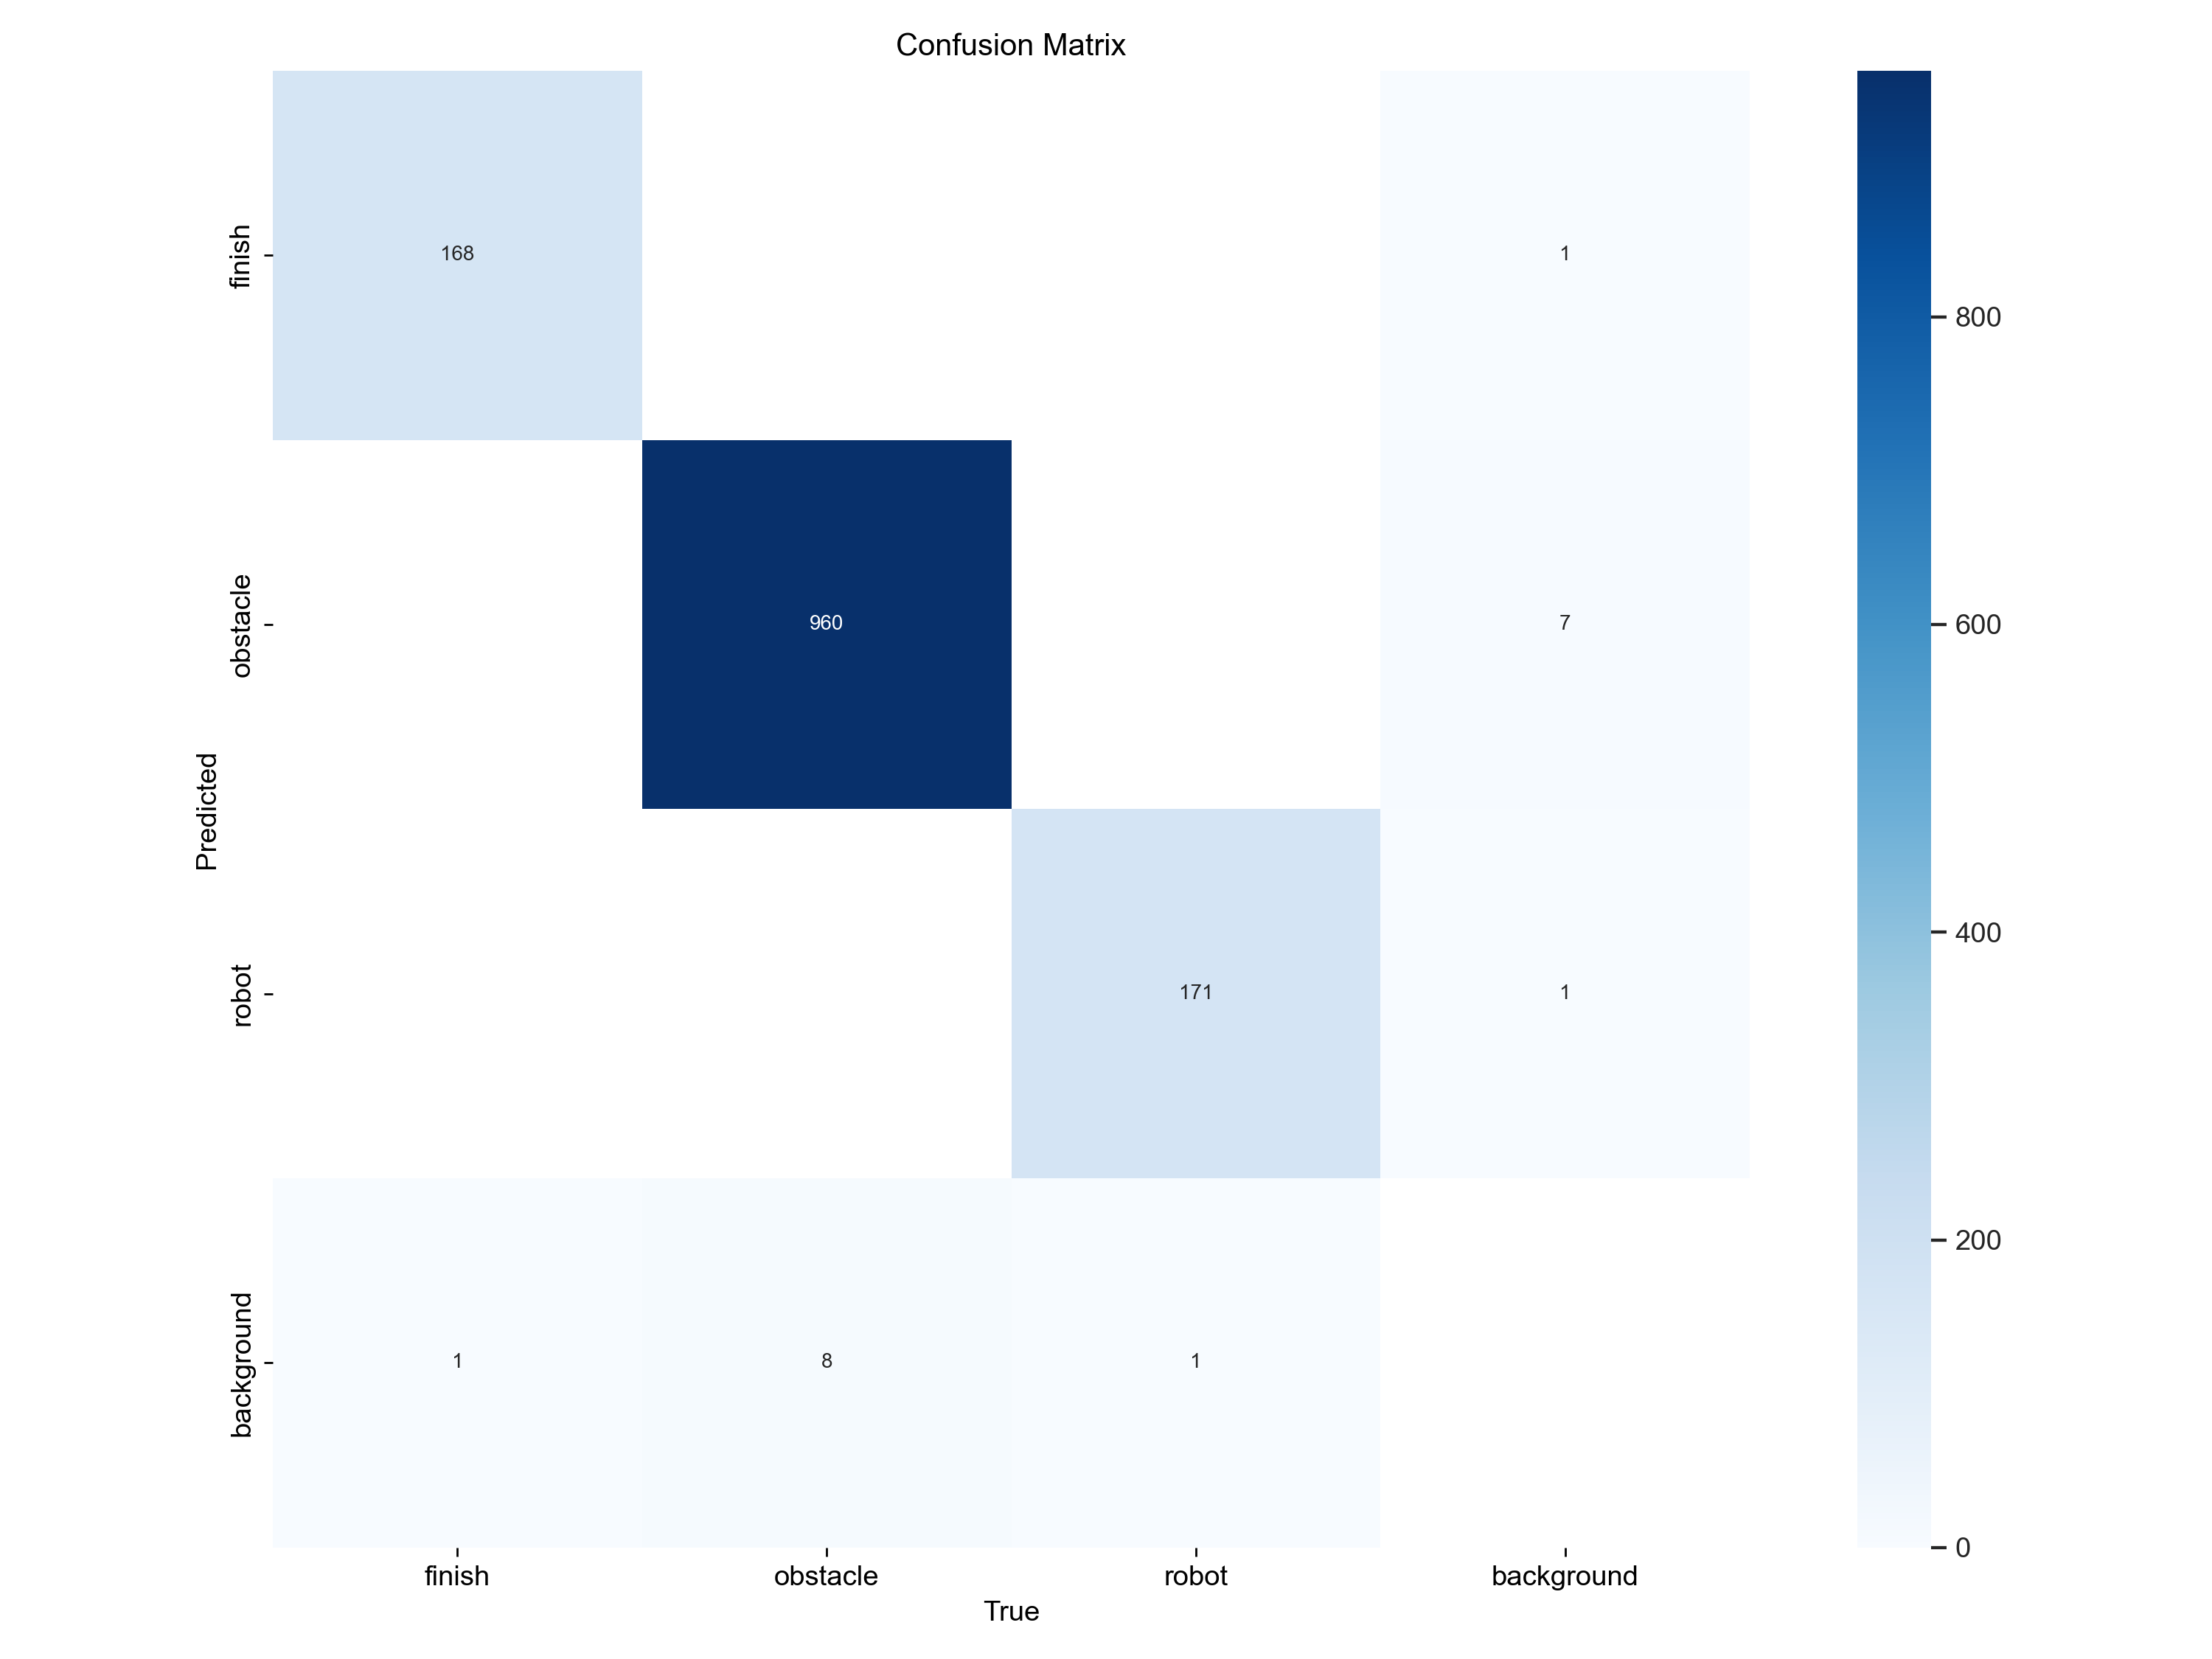 Confusion Matrix
finish
168
1
800
obstacle
960
7
600
Predicted
robot
171
1
400
200
background
1
8
1
0
finish
obstacle
robot
background
True